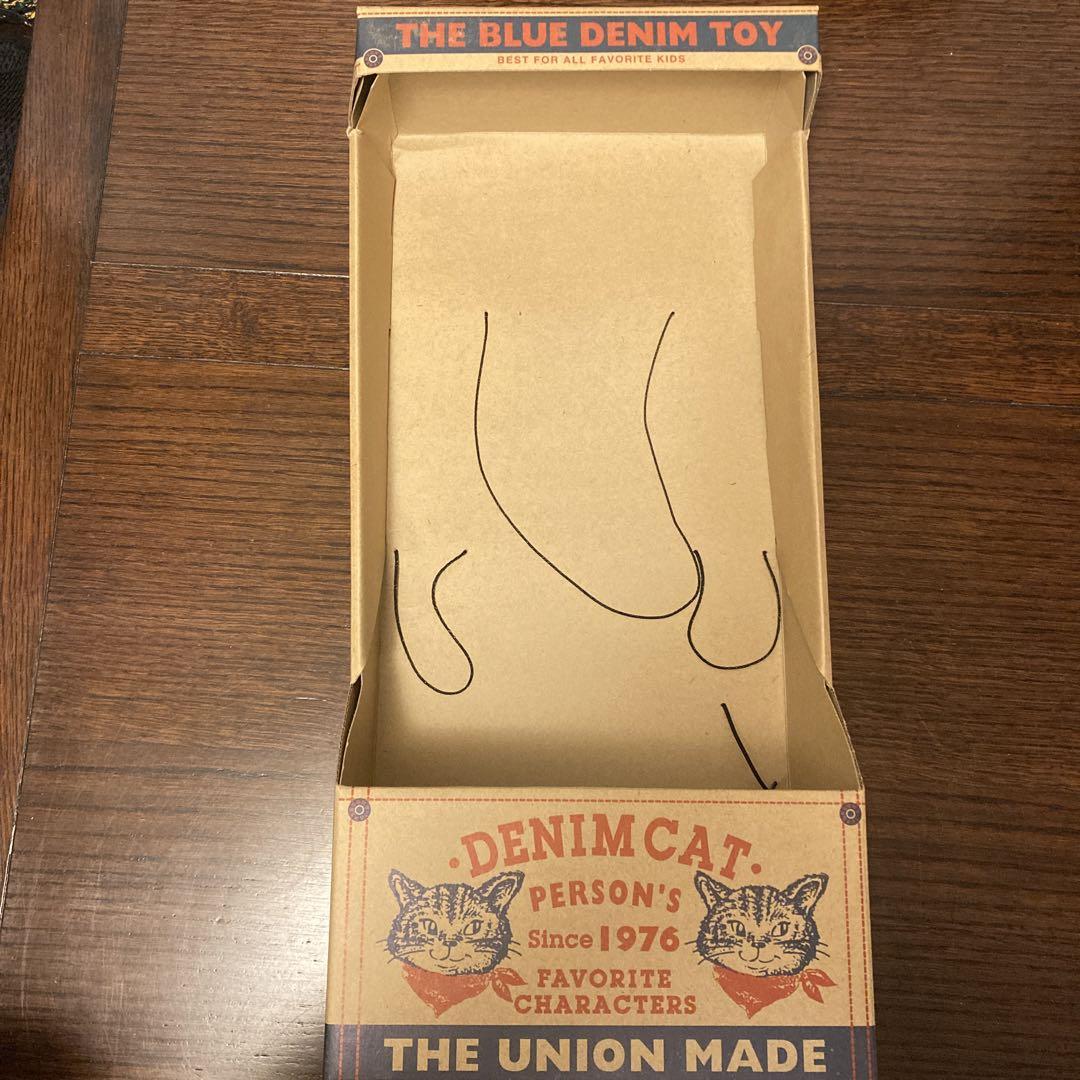 THE BLUE DENIM TOY
BEST FOR ALL FAVORITE KIDS
·DENIM CAT·
PERSON'S
Since 1976
FAVORITE
CHARACTERS
THE UNION MADE